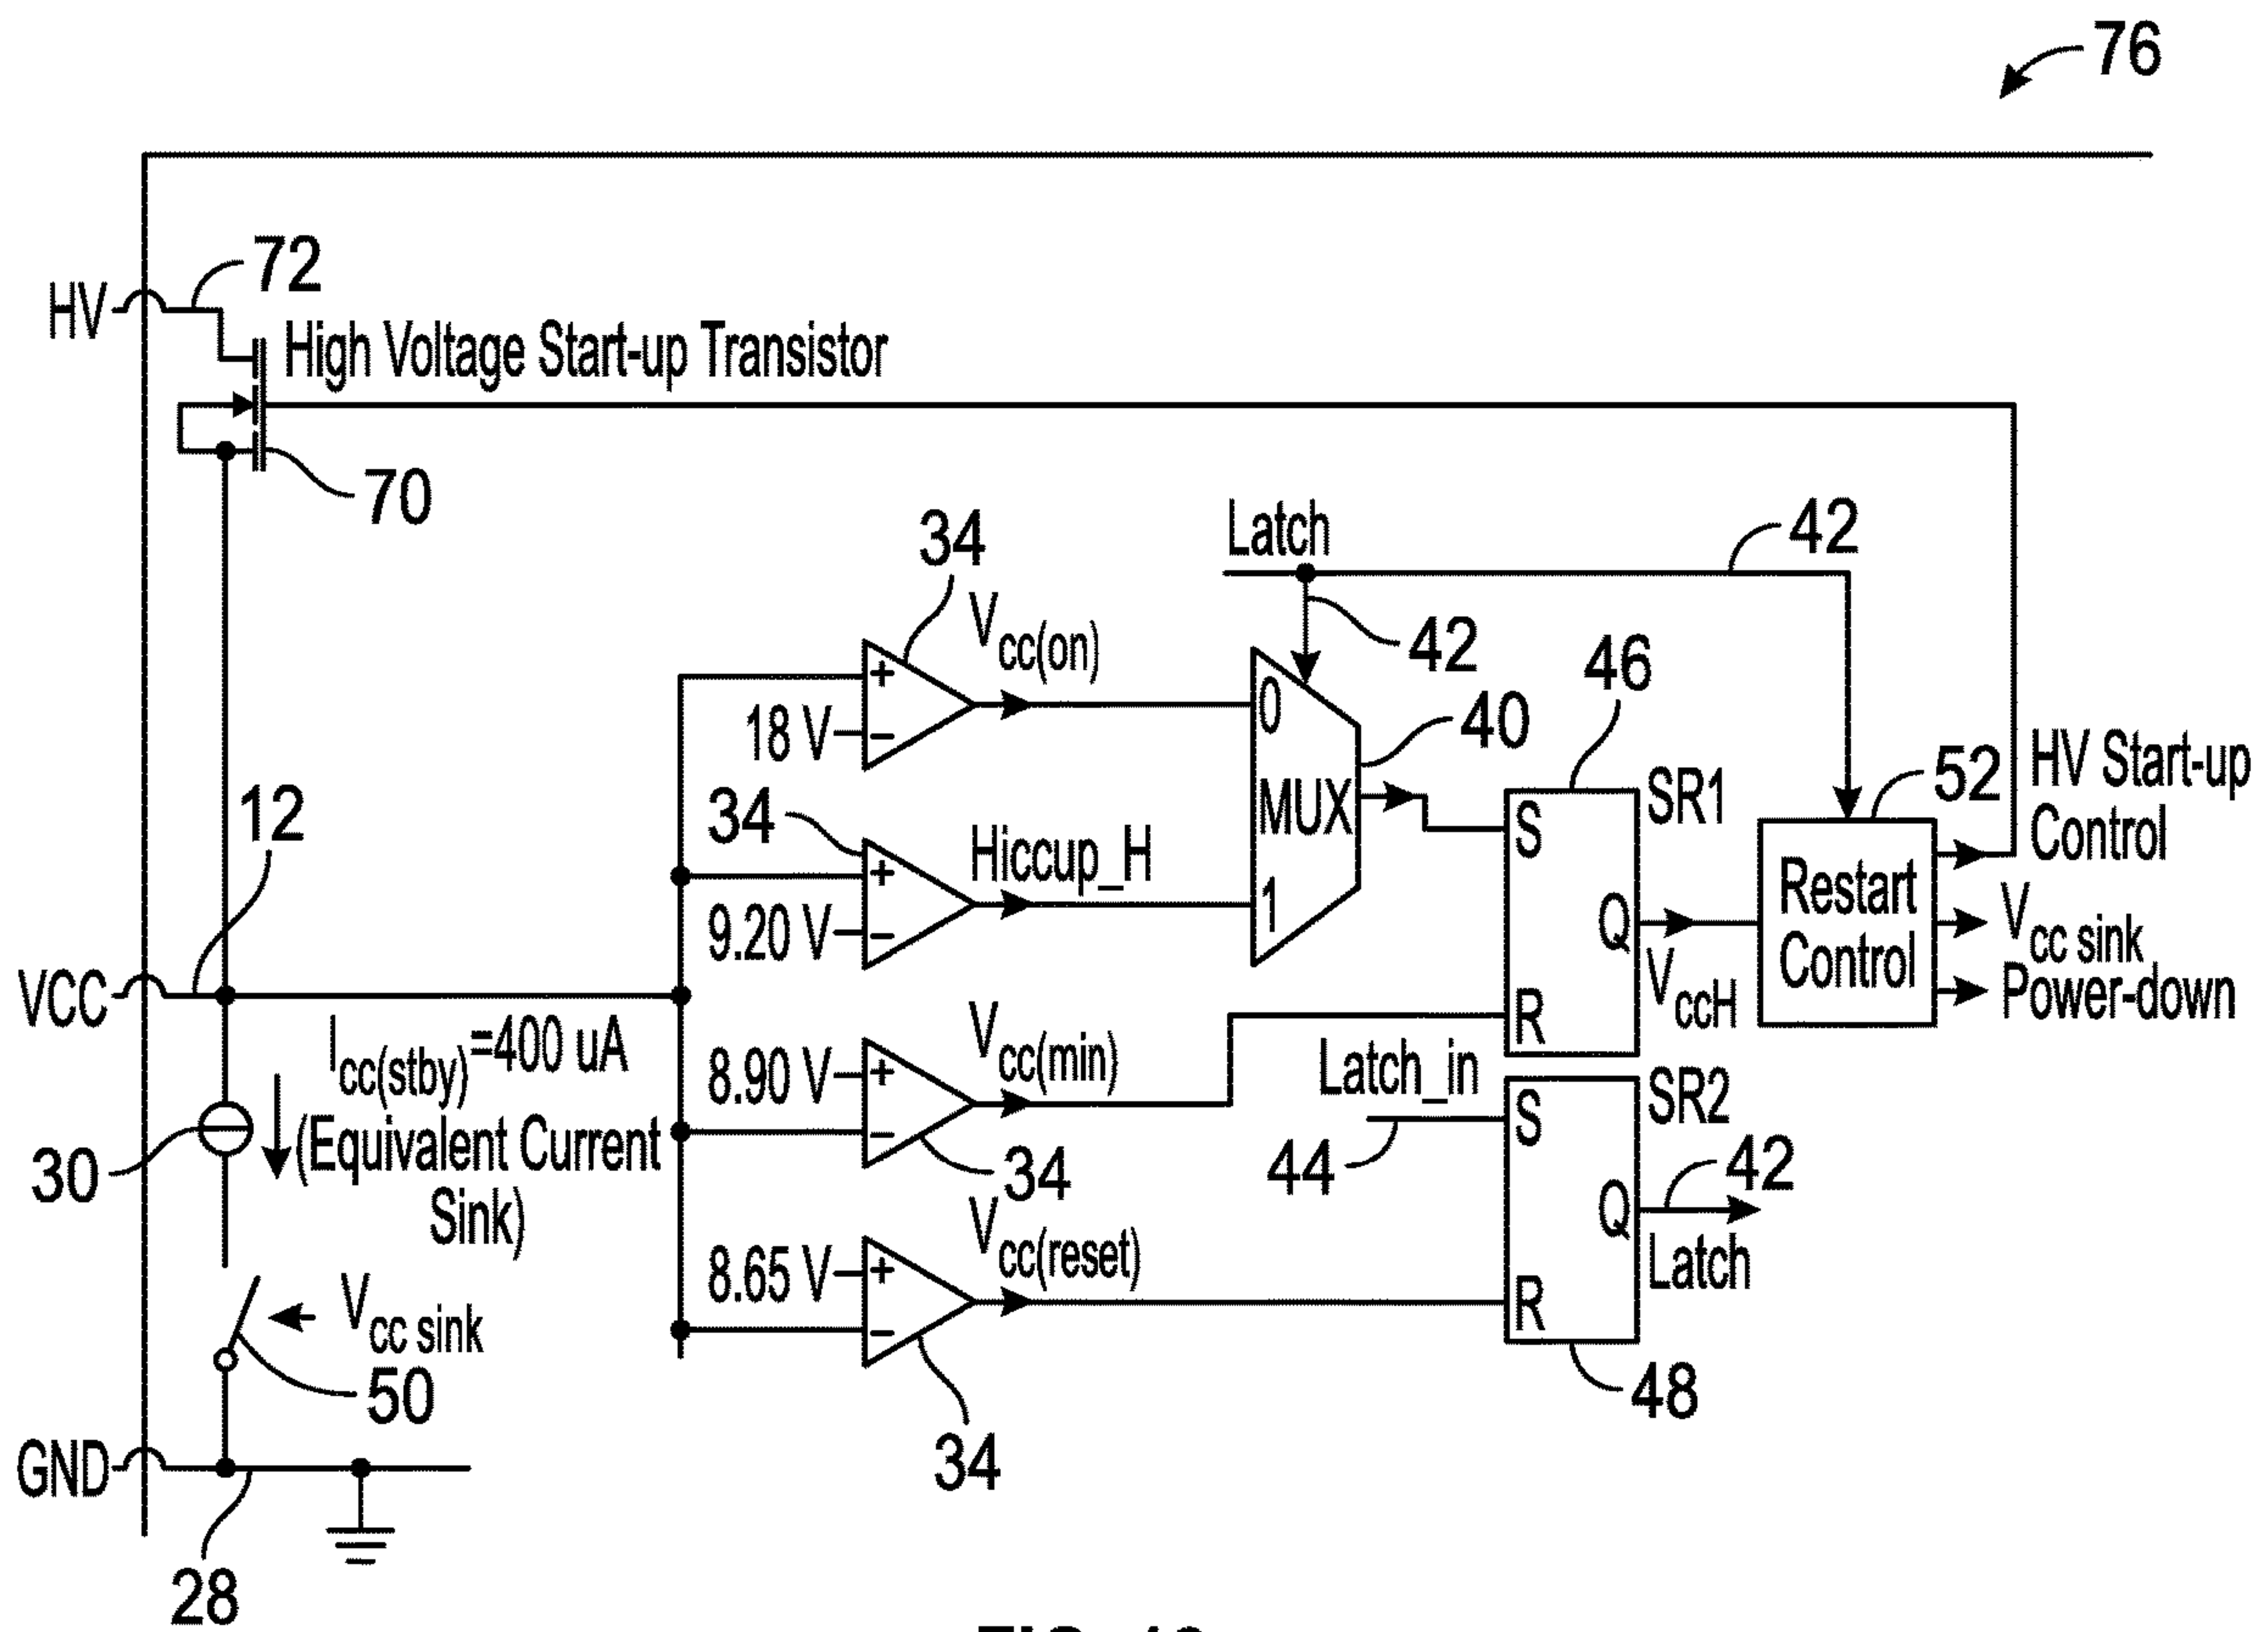 76
72
HV
High Voltage Start-up Transistor
70
34
Latch
42
Vcc(on)
42
46
+
18 V
−
0
40
12
34
Hiccup_H
MUX
SR1
52
HV Start-up
Control
+
S
9.20 V
−
1
Q
Restart
Control
Vcc sink
VCC
Icc(stby)=400 uA
Vcc(min)
R
VccH
Power-down
8.90 V
+
−
Latch_in
SR2
S
30
(Equivalent Current
Sink)
34
44
42
Vcc(reset)
Q
8.65 V
+
−
Latch
R
Vcc sink
50
34
48
GND
28